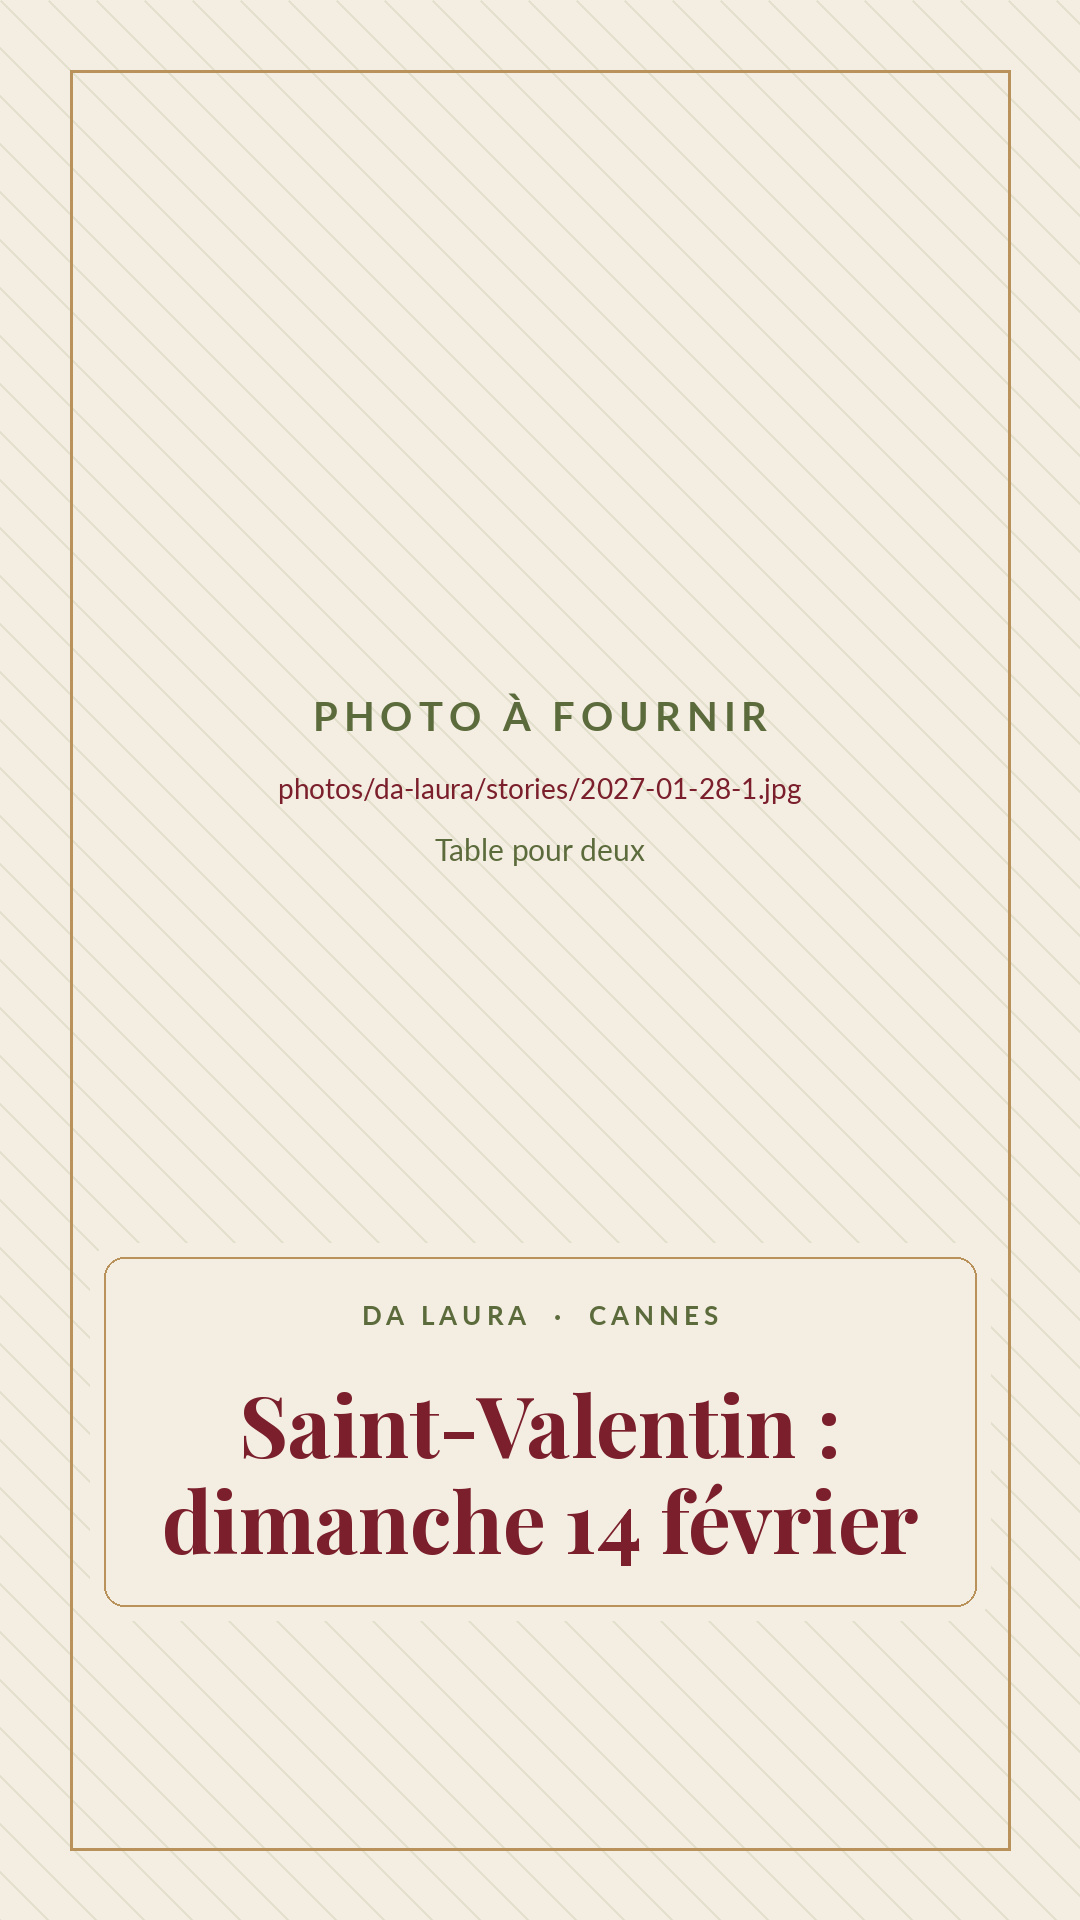 PHOTO À FOURNIR
photos/da-laura/stories/2027-01-28-1.jpg
Table pour deux
DA LAURA · CANNES
Saint-Valentin :
dimanche 14 février